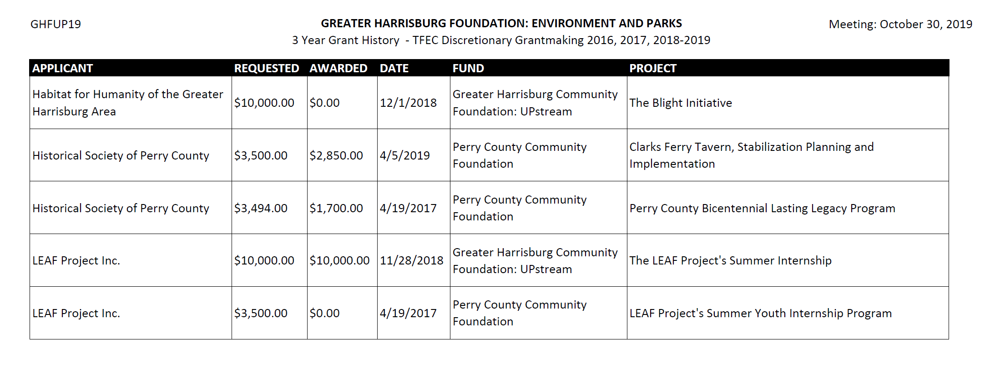 GHFUP19
GREATER HARRISBURG FOUNDATION: ENVIRONMENT AND PARKS
Meeting: October 30, 2019
3 Year Grant History - TFEC Discretionary Grantmaking 2016, 2017, 2018-2019
APPLICANT REQUESTED AWARDED DATE FUND PROJECT
Habitat for Humanity of the Greater
Harrisburg Area
$10,000.00
$0.00
12/1/2018
Greater Harrisburg Community
Foundation: UPstream
The Blight Initiative
Historical Society of Perry County
$3,500.00
$2,850.00
4/5/2019
Perry County Community
Foundation
Clarks Ferry Tavern, Stabilization Planning and
Implementation
Historical Society of Perry County
$3,494.00
$1,700.00
4/19/2017
Perry County Community
Foundation
Perry County Bicentennial Lasting Legacy Program
LEAF Project Inc.
$10,000.00
$10,000.00
11/28/2018
Greater Harrisburg Community
Foundation: UPstream
The LEAF Project's Summer Internship
LEAF Project Inc.
$3,500.00
$0.00
4/19/2017
Perry County Community
Foundation
LEAF Project's Summer Youth Internship Program